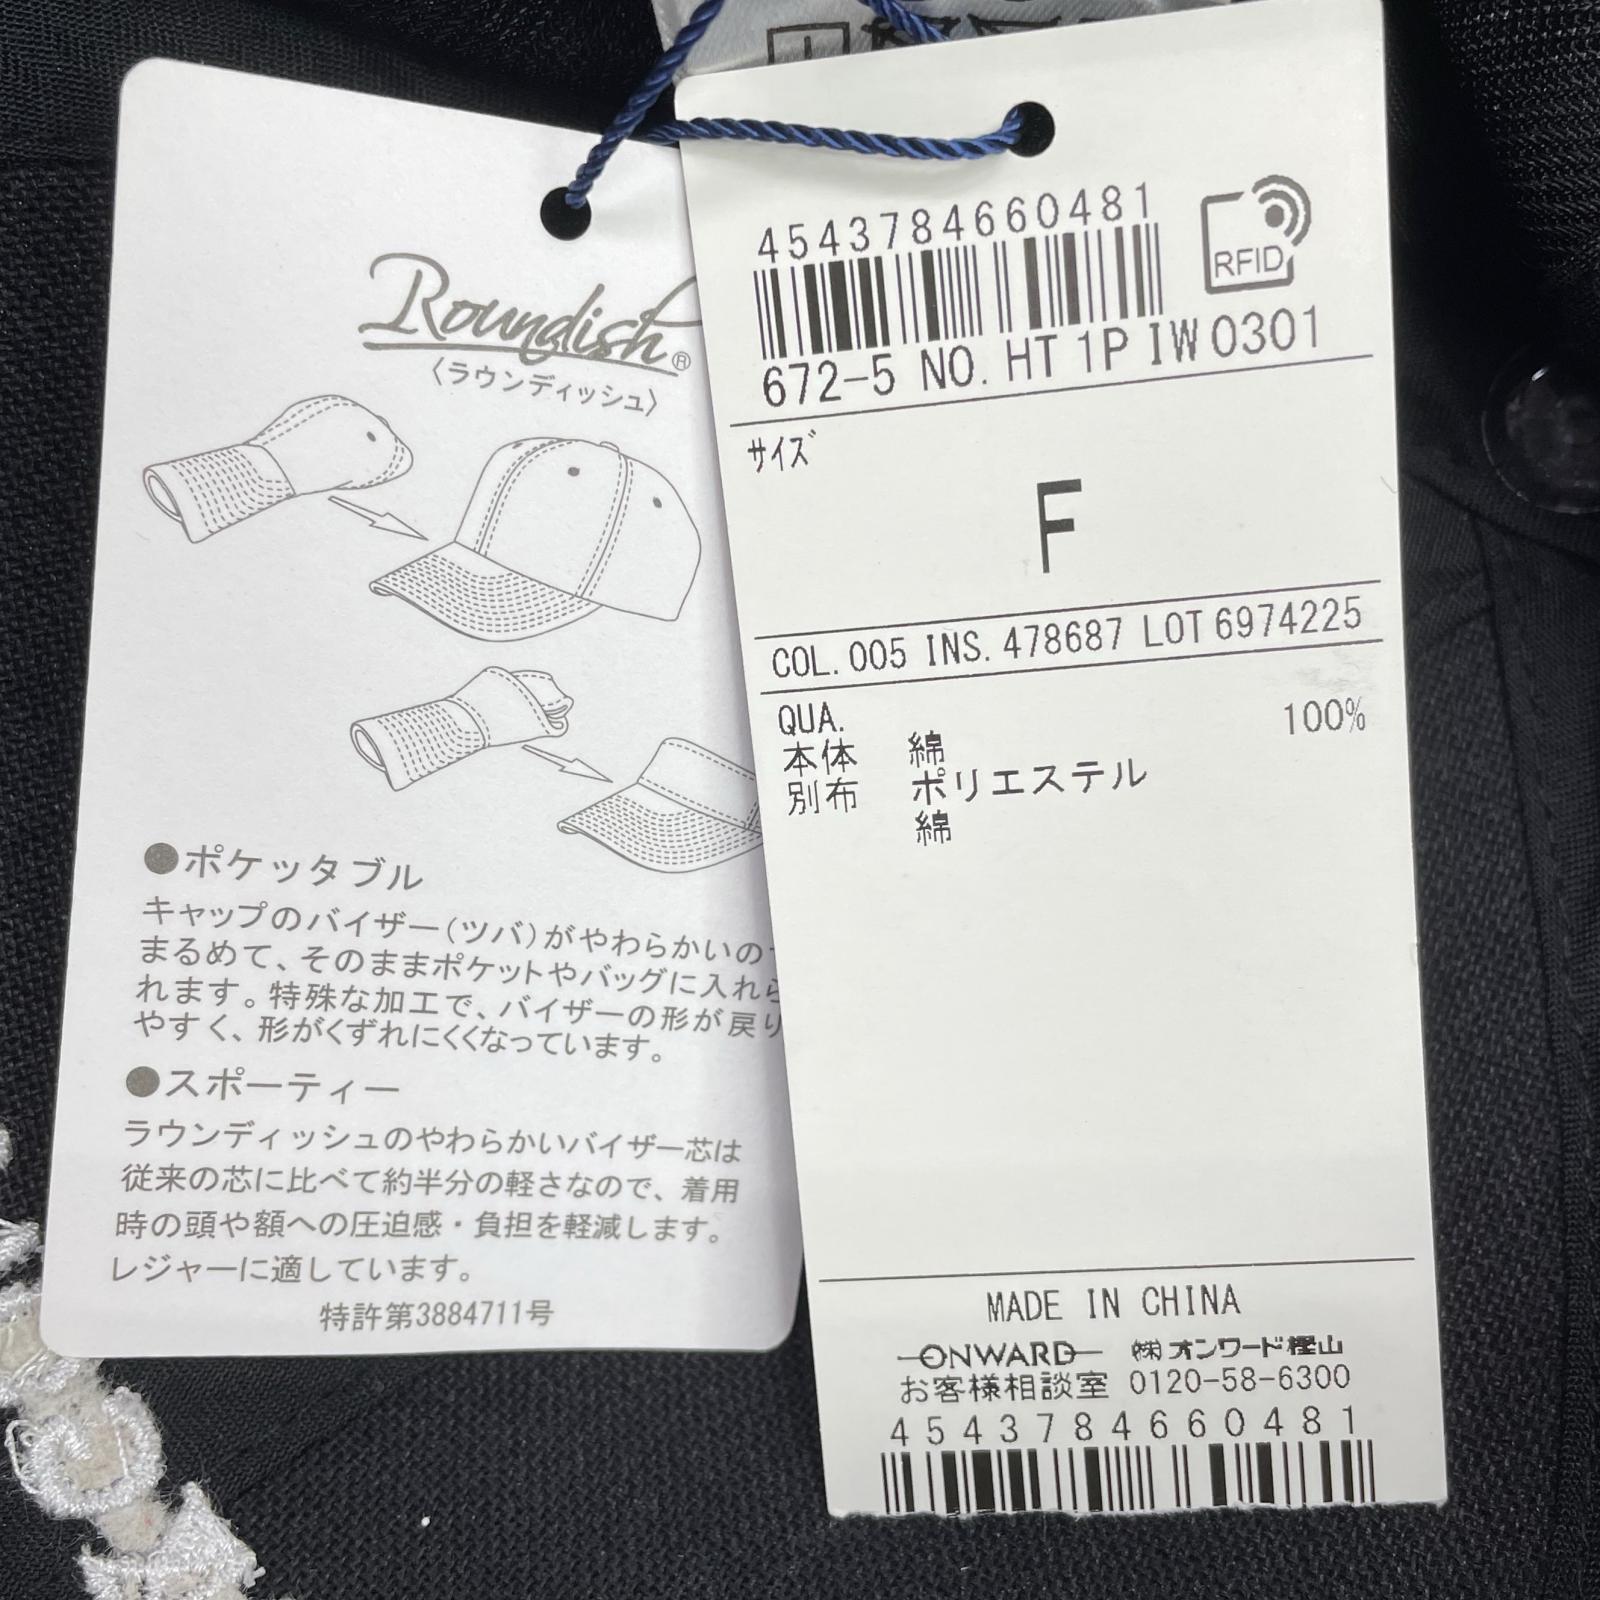 Roundish®
〈ラウンディッシュ〉
●ポケッタブル
キャップのバイザー(ツバ)がやわらかいの
まるめて、そのままポケットやバッグに入れら
れます。特殊な加工で、バイザーの形が戻り
やすく、形がくずれにくくなっています。
●スポーティー
ラウンディッシュのやわらかいバイザー芯は
従来の芯に比べて約半分の軽さなので、着用
時の頭や額への圧迫感・負担を軽減します。
レジャーに適しています。
特許第3884711号
4543784660481
RFID
672-5 NO. HT1PIW0301
サイズ
F
COL. 005 INS. 478687 LOT 6974225
QUA. 100%
本体 綿
別布 ポリエステル
綿
MADE IN CHINA
ONWARD ㈱オンワード樫山
お客様相談室 0120-58-6300
4543784660481